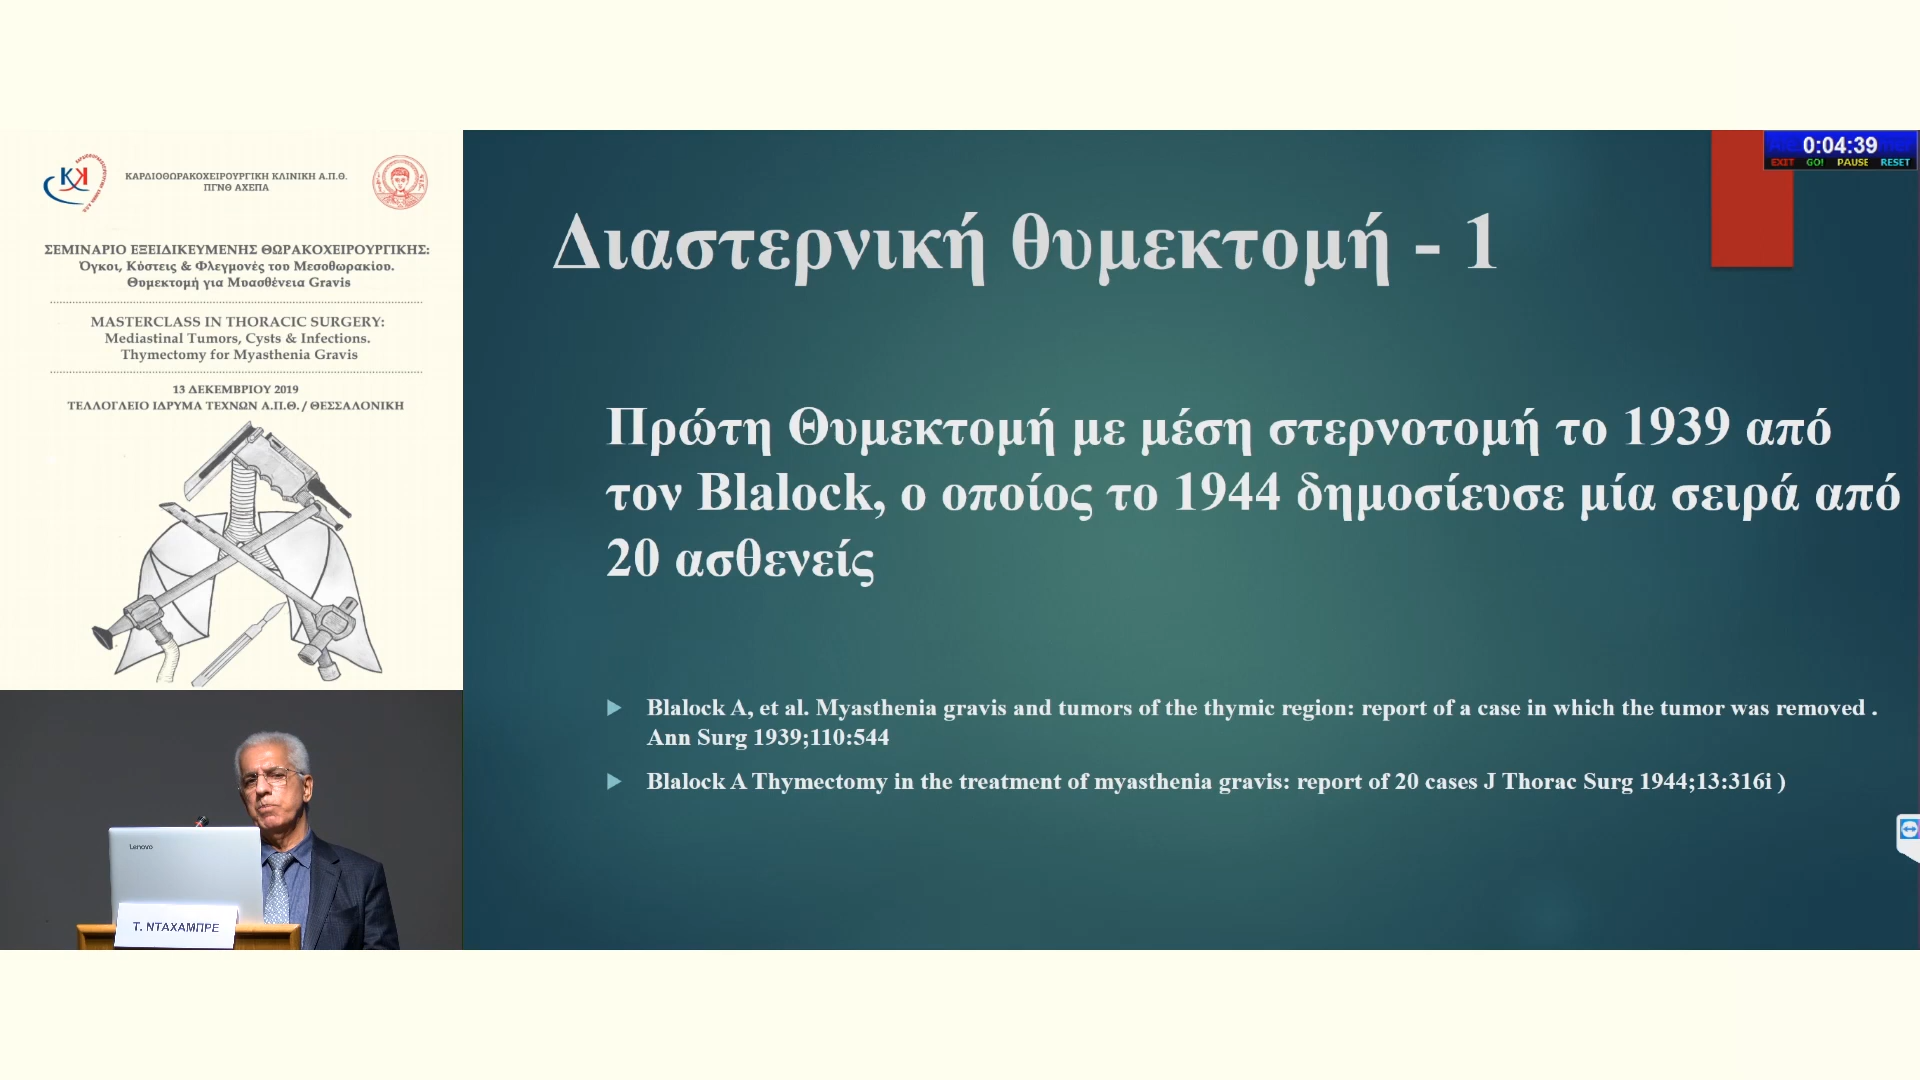 ΚΑΡΔΙΟΘΩΡΑΚΟΧΕΙΡΟΥΡΓΙΚΗ ΚΛΙΝΙΚΗ Α.Π.Θ.
ΠΓΝΘ ΑΧΕΠΑ
ΣΕΜΙΝΑΡΙΟ ΕΞΕΙΔΙΚΕΥΜΕΝΗΣ ΘΩΡΑΚΟΧΕΙΡΟΥΡΓΙΚΗΣ:
Όγκοι, Κύστεις & Φλεγμονές του Μεσοθωρακίου.
Θυμεκτομή για Μυασθένεια Gravis
MASTERCLASS IN THORACIC SURGERY:
Mediastinal Tumors, Cysts & Infections.
Thymectomy for Myasthenia Gravis
13 ΔΕΚΕΜΒΡΙΟΥ 2019
ΤΕΛΛΟΓΛΕΙΟ ΙΔΡΥΜΑ ΤΕΧΝΩΝ Α.Π.Θ. / ΘΕΣΣΑΛΟΝΙΚΗ
Lenovo
Τ. ΝΤΑΧΑΜΠΡΕ
0:04:39
EXIT GO! PAUSE RESET
Διαστερνική θυμεκτομή - 1
Πρώτη Θυμεκτομή με μέση στερνοτομή το 1939 από
τον Blalock, ο οποίος το 1944 δημοσίευσε μία σειρά από
20 ασθενείς
Blalock A, et al. Myasthenia gravis and tumors of the thymic region: report of a case in which the tumor was removed .
Ann Surg 1939;110:544
Blalock A Thymectomy in the treatment of myasthenia gravis: report of 20 cases J Thorac Surg 1944;13:316i )